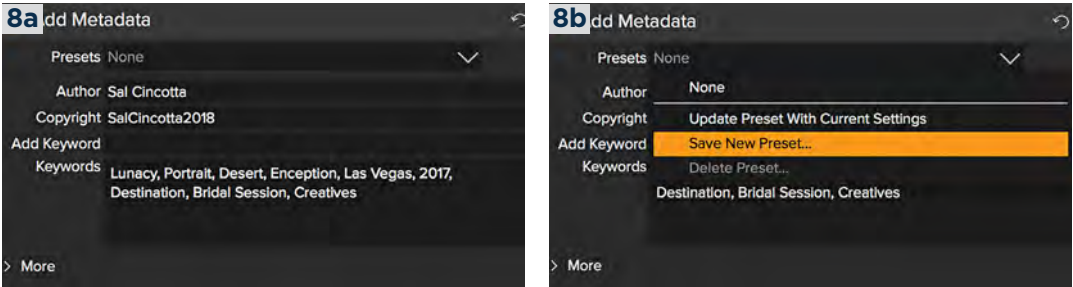 8a
dd Metadata
Presets None
Author Sal Cincotta
Copyright SalCincotta2018
Add Keyword
Keywords Lunacy, Portrait, Desert, Exception, Las Vegas, 2017,
Destination, Bridal Session, Creatives
> More
8b
dd Metadata
Presets None
Author None
Copyright Update Preset With Current Settings
Add Keyword Save New Preset...
Keywords Delete Preset...
Destination, Bridal Session, Creatives
> More